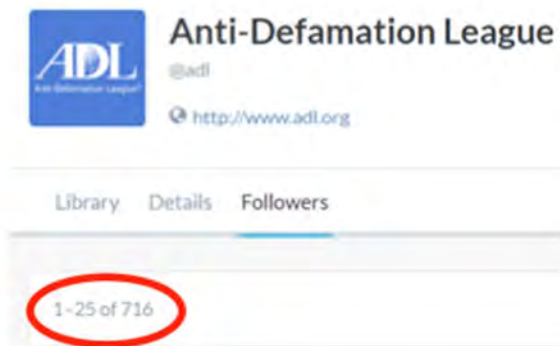 Anti-Defamation League
ADL
Anti-Defamation League®
@adl
http://www.adl.org
Library Details Followers
1-25 of 716